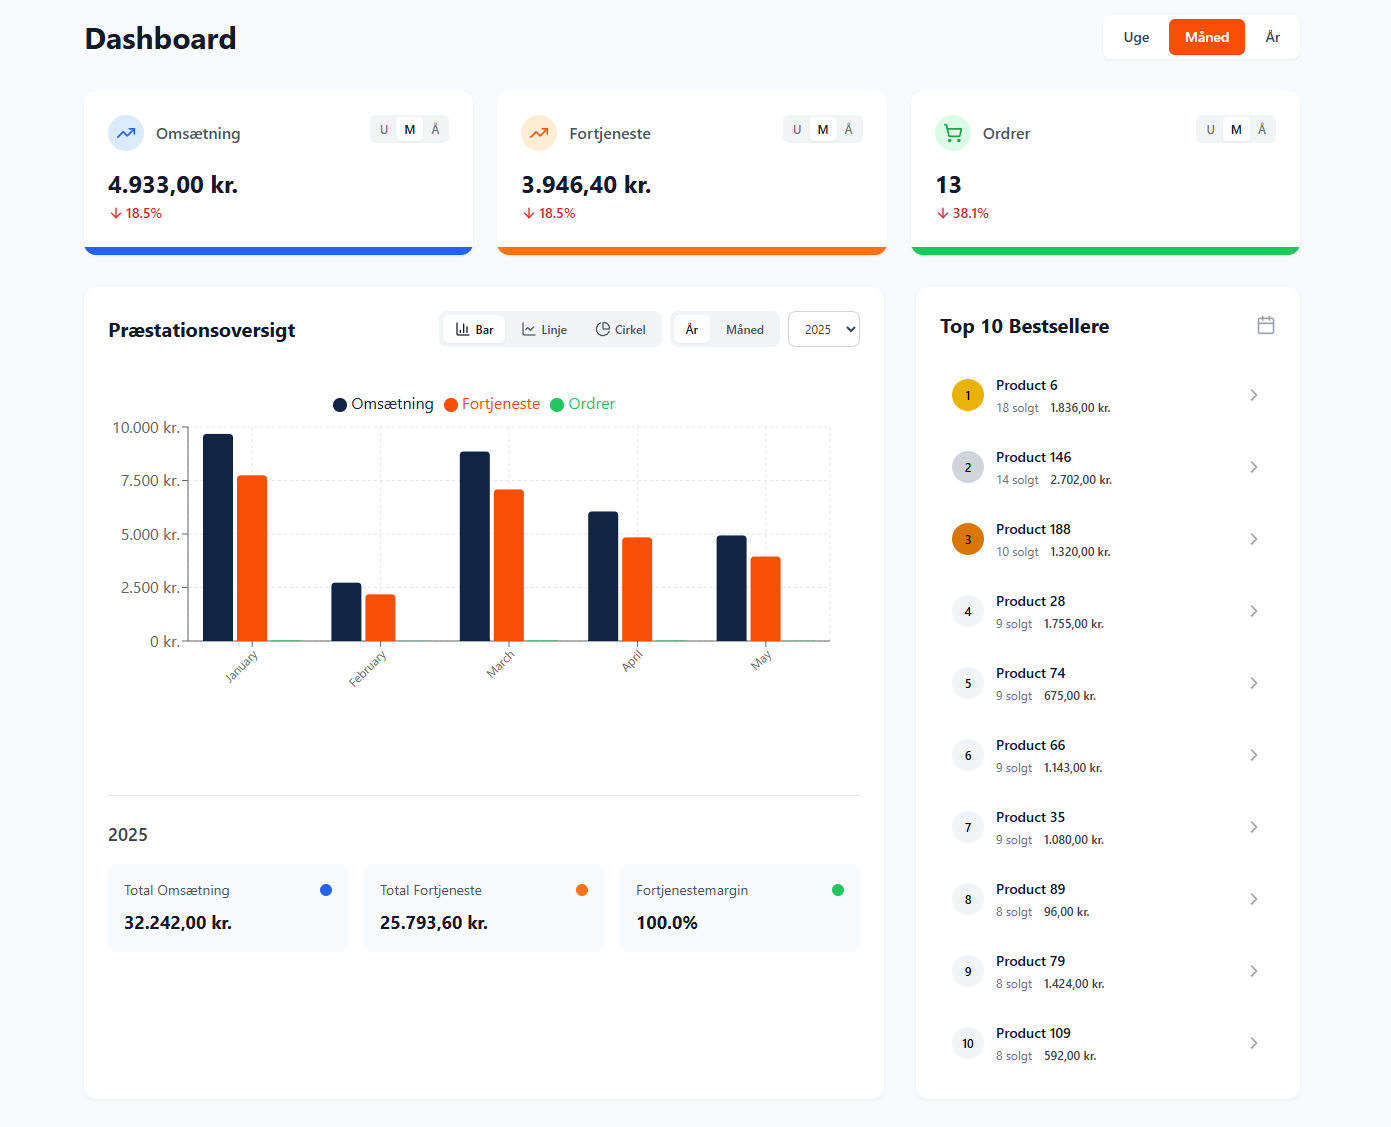 Dashboard
Uge Måned År
Omsætning
U M Å
4.933,00 kr.
18.5%
Fortjeneste
U M Å
3.946,40 kr.
18.5%
Ordrer
U M Å
13
38.1%
Præstationsoversigt
Bar Linje Cirkel
År Måned
2025
Omsætning Fortjeneste Ordrer
10.000 kr.
7.500 kr.
5.000 kr.
2.500 kr.
0 kr.
January February March April May
2025
Total Omsætning
32.242,00 kr.
Total Fortjeneste
25.793,60 kr.
Fortjenestemargin
100.0%
Top 10 Bestsellere
1
Product 6
18 solgt 1.836,00 kr.
2
Product 146
14 solgt 2.702,00 kr.
3
Product 188
10 solgt 1.320,00 kr.
4
Product 28
9 solgt 1.755,00 kr.
5
Product 74
9 solgt 675,00 kr.
6
Product 66
9 solgt 1.143,00 kr.
7
Product 35
9 solgt 1.080,00 kr.
8
Product 89
8 solgt 96,00 kr.
9
Product 79
8 solgt 1.424,00 kr.
10
Product 109
8 solgt 592,00 kr.